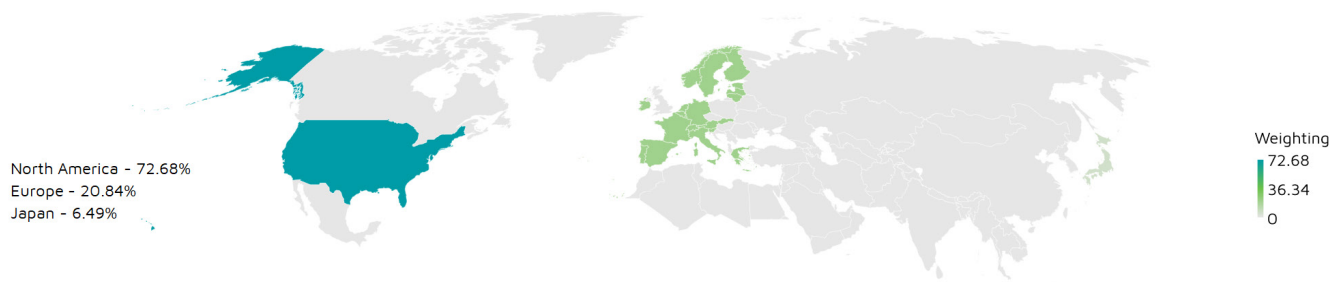 North America - 72.68%
Europe - 20.84%
Japan - 6.49%
Weighting
72.68
36.34
0